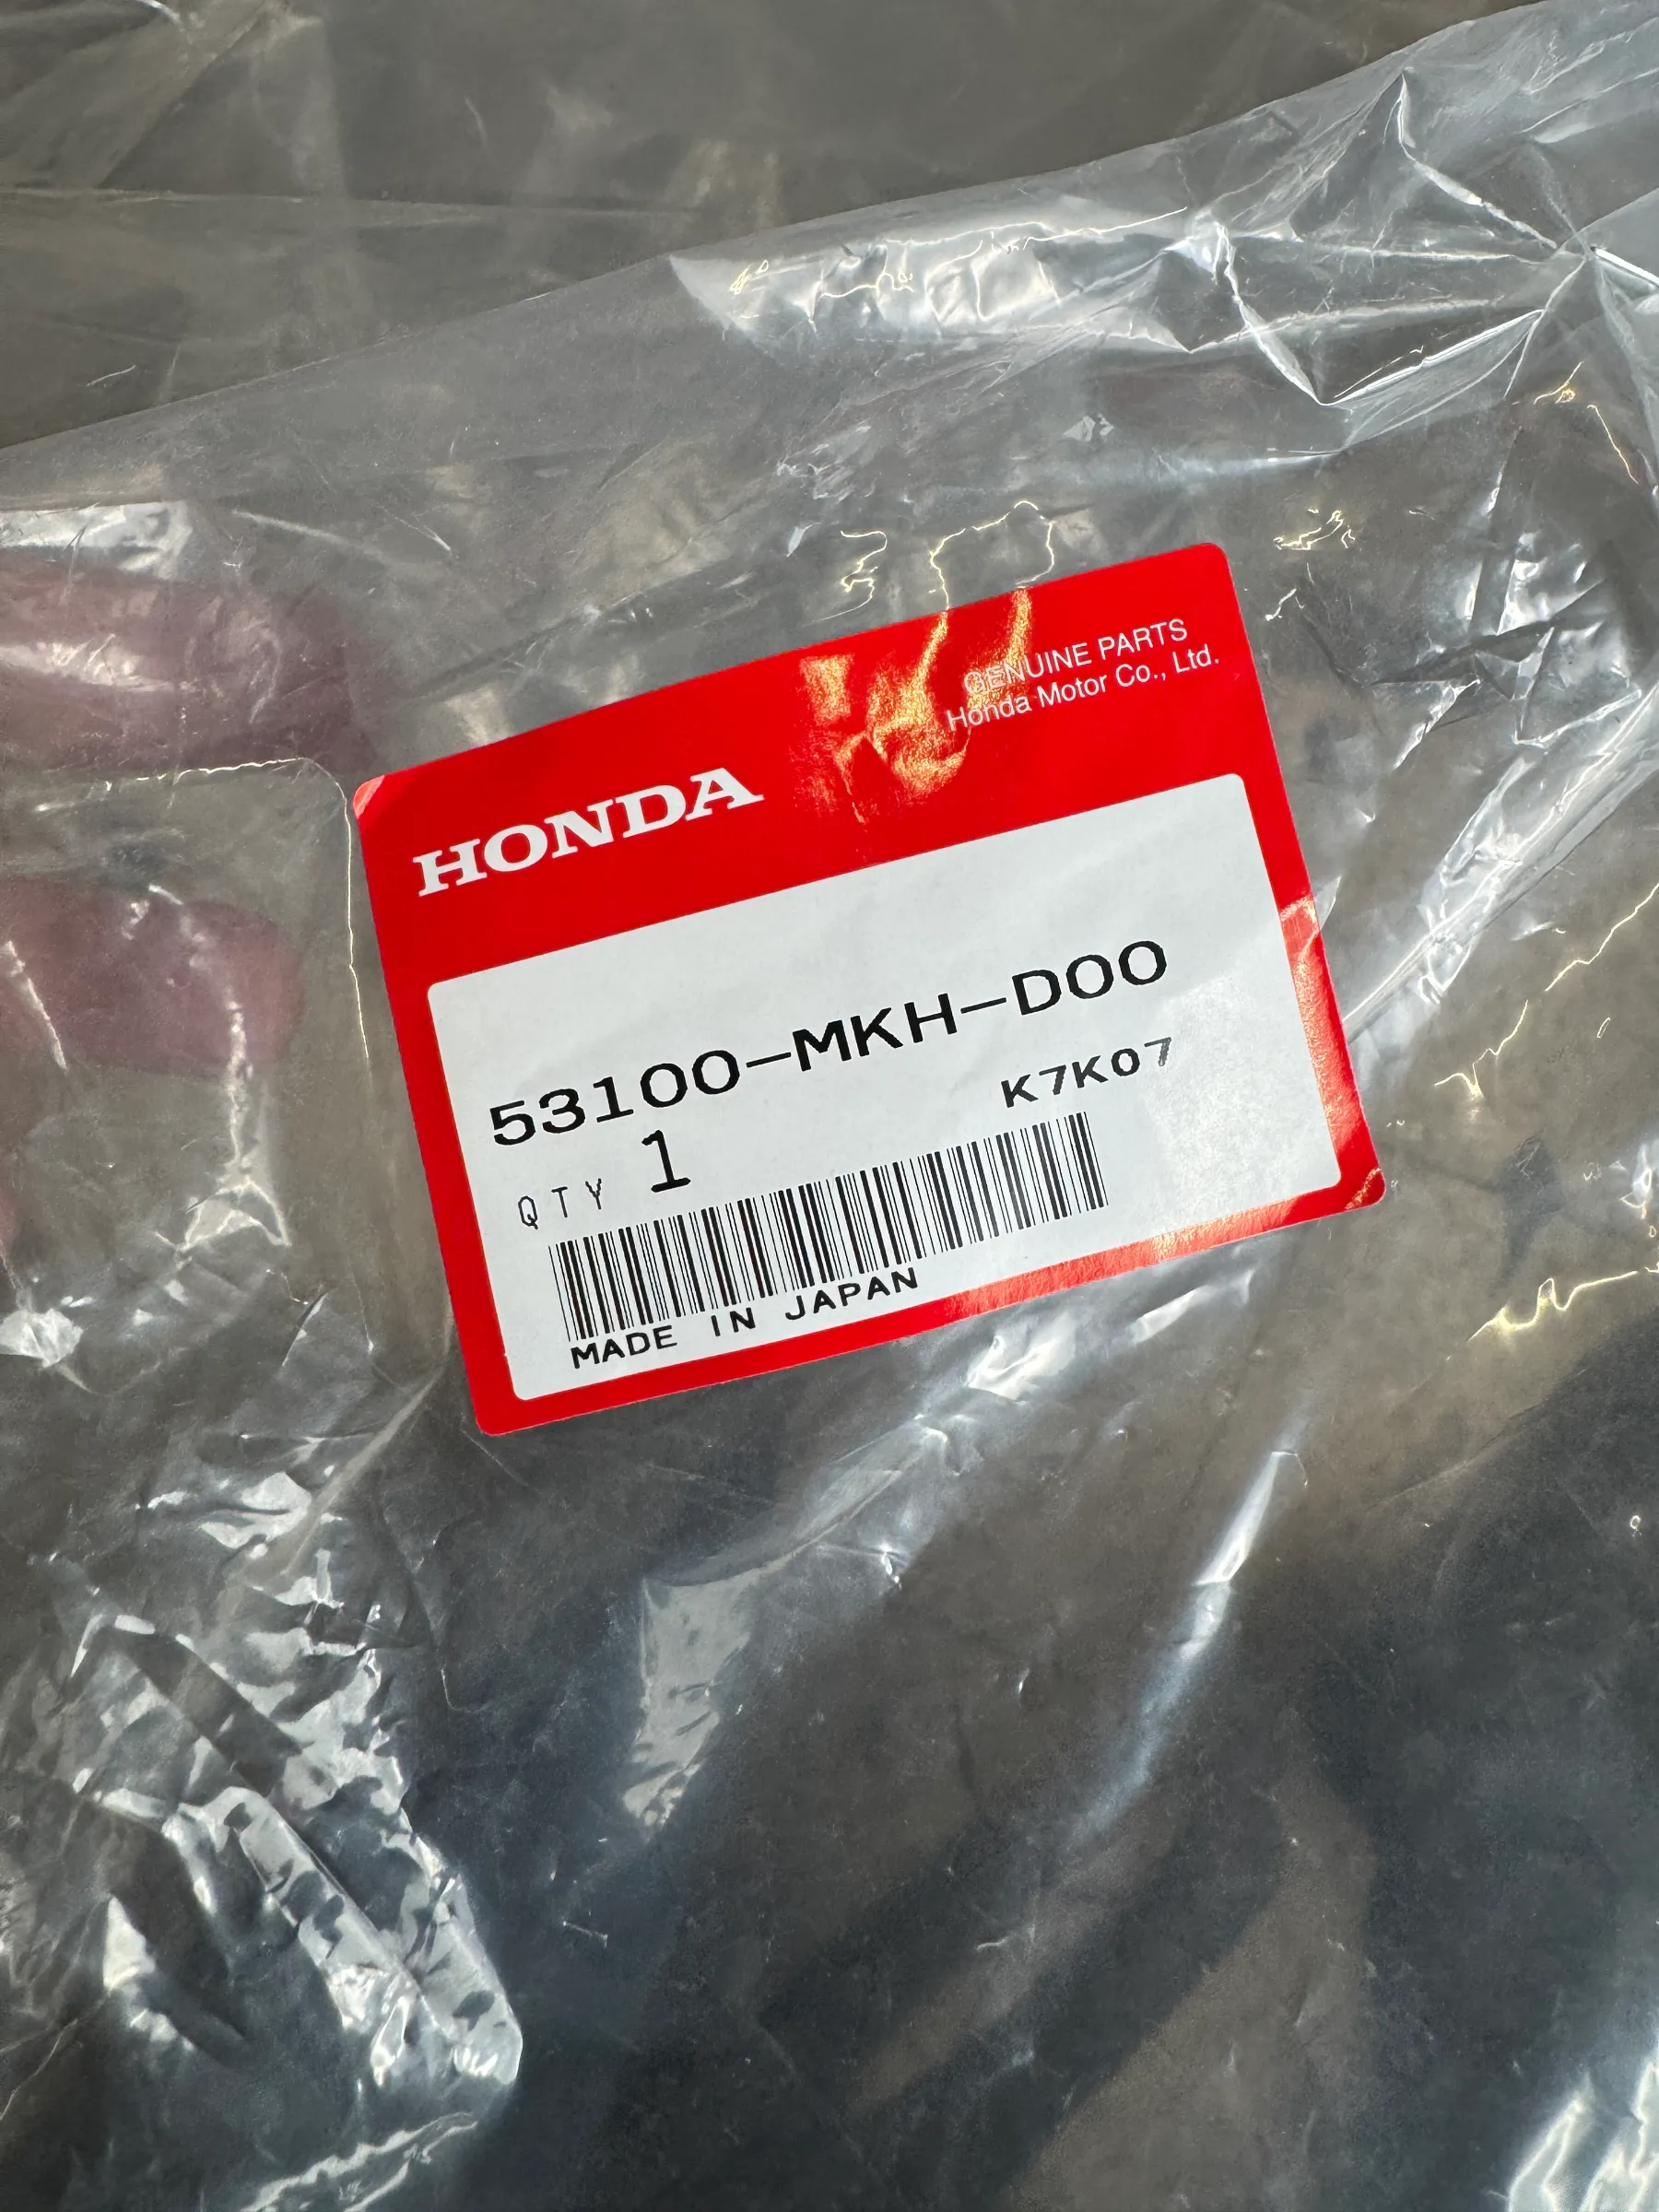 GENUINE PARTS
Honda Motor Co., Ltd.
HONDA
53100-MKH-D00
K7K07
QTY 1
MADE IN JAPAN